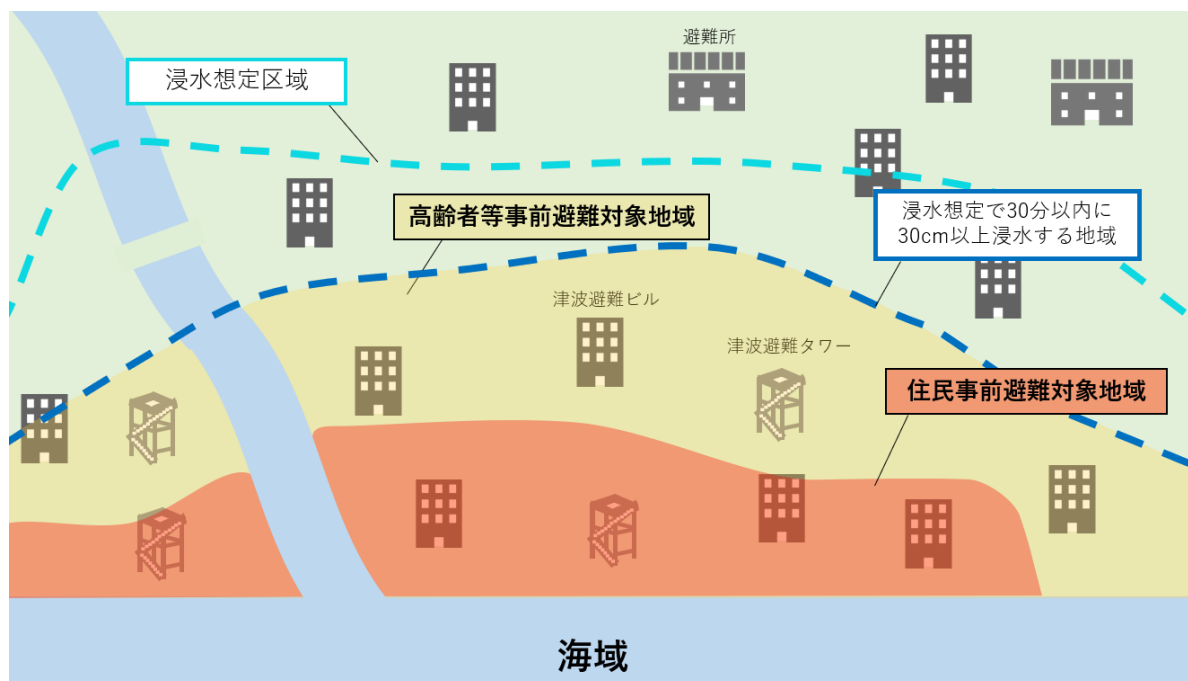 避難所
浸水想定区域
高齢者等事前避難対象地域
浸水想定で30分以内に
30cm以上浸水する地域
津波避難ビル
津波避難タワー
住民事前避難対象地域
海域